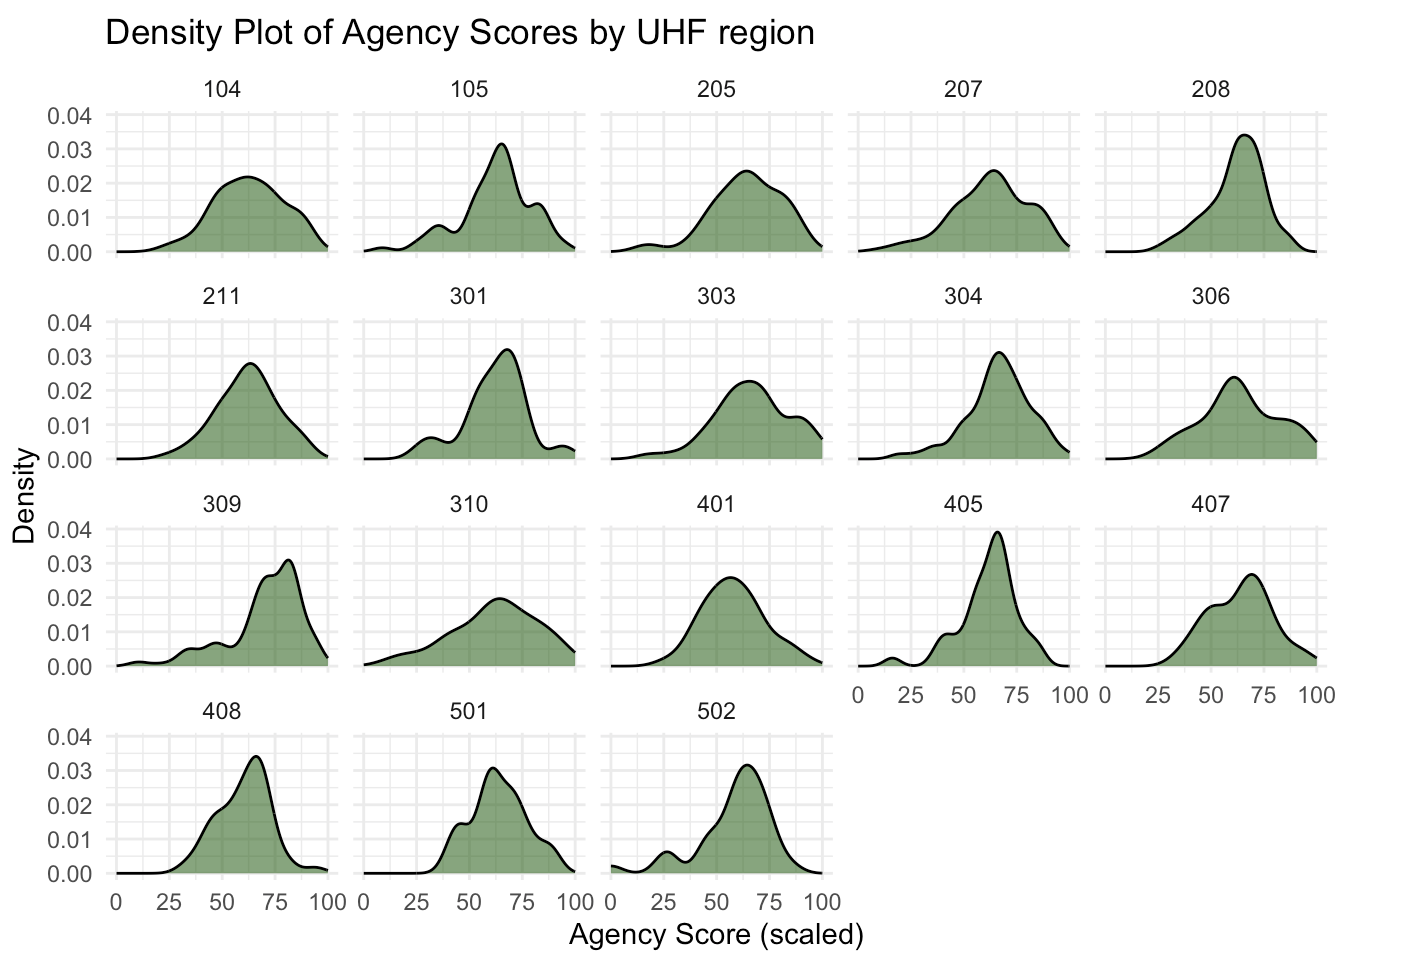 Density Plot of Agency Scores by UHF region
104 105 205 207 208
0.04
0.03
0.02
0.01
0.00
211 301 303 304 306
0.04
0.03
0.02
0.01
0.00
Density
309 310 401 405 407
0.04
0.03
0.02
0.01
0.00
0 25 50 75 100 0 25 50 75 100
408 501 502
0.04
0.03
0.02
0.01
0.00
0 25 50 75 100 0 25 50 75 100 0 25 50 75 100
Agency Score (scaled)